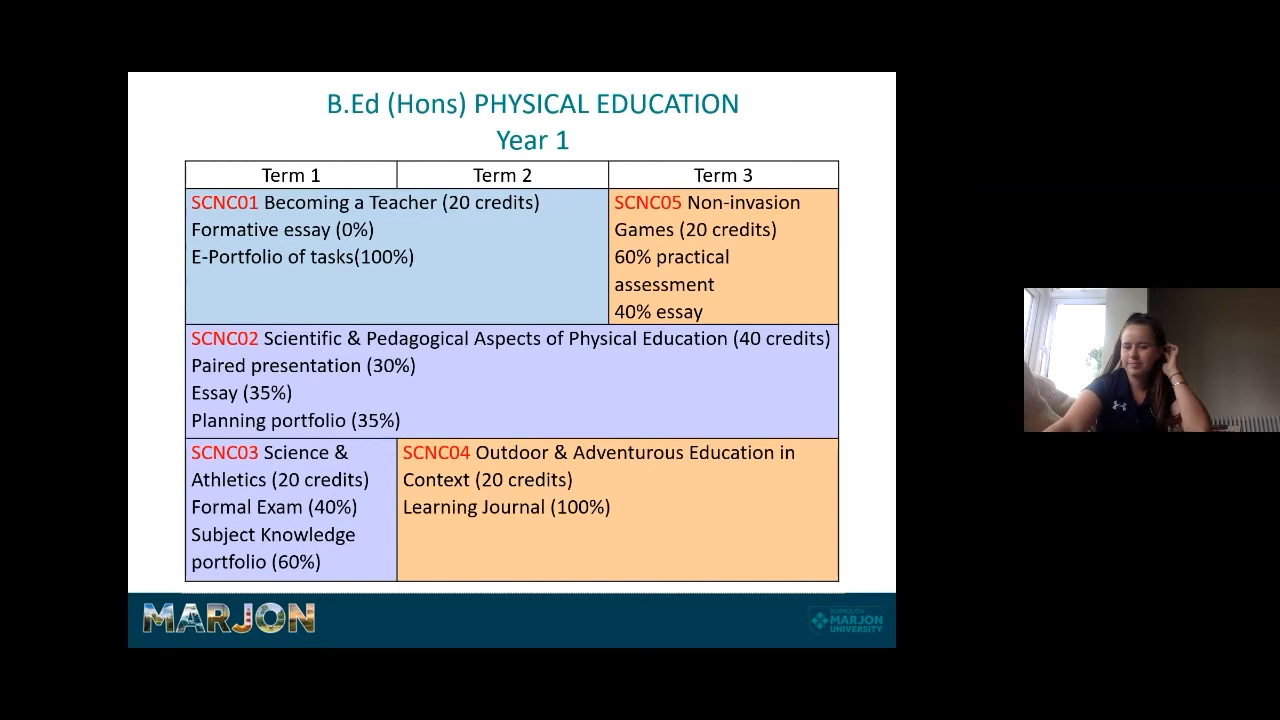 B.Ed (Hons) PHYSICAL EDUCATION
Year 1
Term 1
Term 2
Term 3
SCNC01 Becoming a Teacher (20 credits)
Formative essay (0%)
E-Portfolio of tasks(100%)
SCNC05 Non-invasion
Games (20 credits)
60% practical
assessment
40% essay
SCNC02 Scientific & Pedagogical Aspects of Physical Education (40 credits)
Paired presentation (30%)
Essay (35%)
Planning portfolio (35%)
SCNC03 Science &
Athletics (20 credits)
Formal Exam (40%)
Subject Knowledge
portfolio (60%)
SCNC04 Outdoor & Adventurous Education in
Context (20 credits)
Learning Journal (100%)
MARJON
PLYMOUTH
MARJON
UNIVERSITY